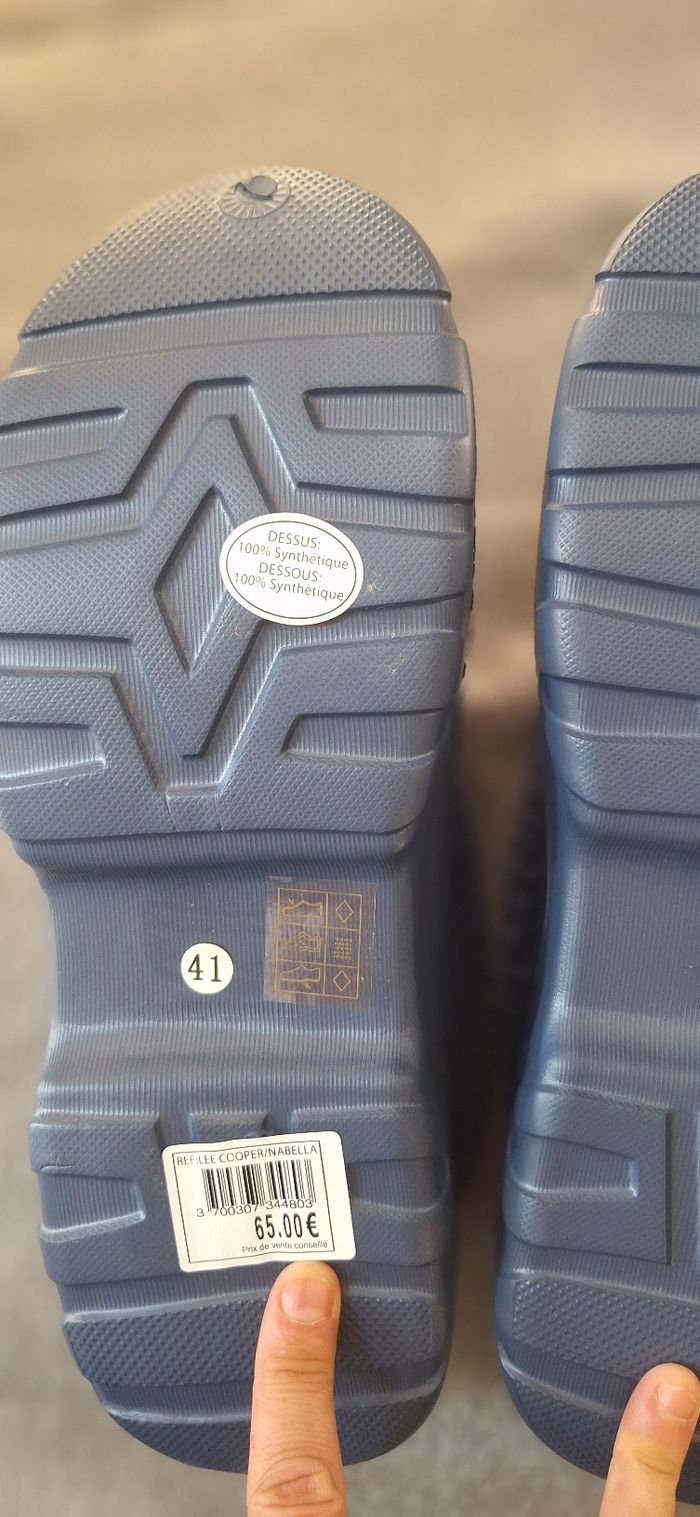 DESSUS:
100% Synthétique
DESSOUS:
100% Synthétique
41
REF:LEE COOPER/NABELLA
3 700307 344803
65.00€
Prix de vente conseillé